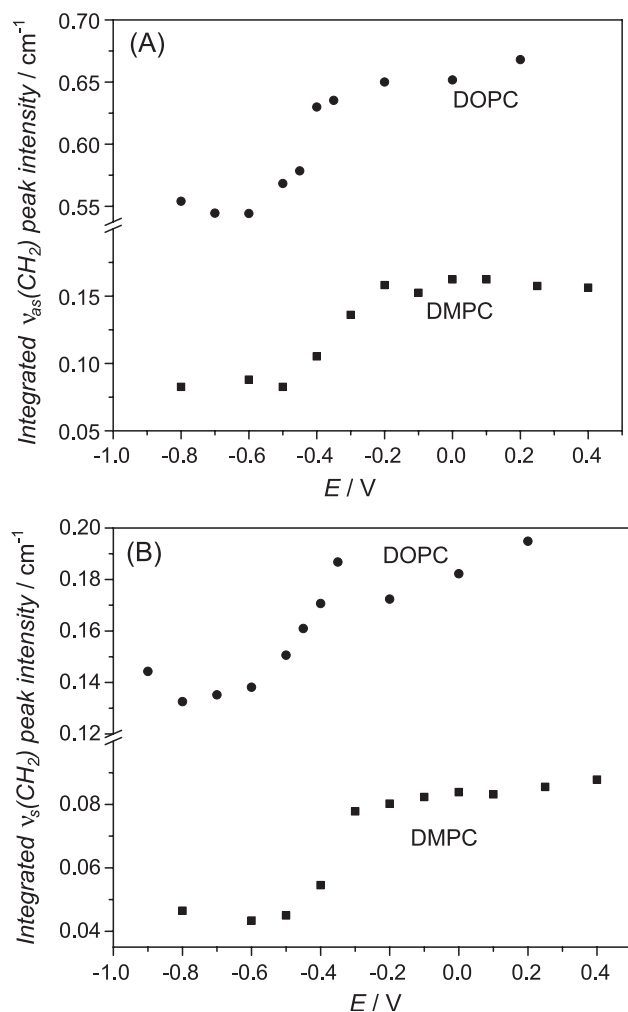 (A)
Integrated νas(CH2) peak intensity / cm-1
0.70
0.65
0.60
0.55
0.15
0.10
0.05
DOPC
DMPC
-1.0 -0.8 -0.6 -0.4 -0.2 0.0 0.2 0.4
E / V
(B)
Integrated νs(CH2) peak intensity / cm-1
0.20
0.18
0.16
0.14
0.12
0.08
0.06
0.04
DOPC
DMPC
-1.0 -0.8 -0.6 -0.4 -0.2 0.0 0.2 0.4
E / V